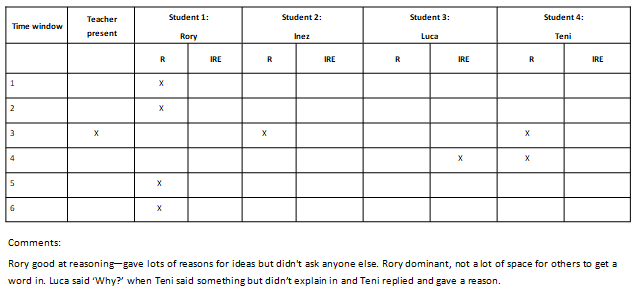 Time window Teacher present Student 1: Rory Student 2: Inez Student 3: Luca Student 4: Teni
R IRE R IRE R IRE R IRE
1 X
2 X
3 X X X
4 X X
5 X
6 X
Comments:
Rory good at reasoning—gave lots of reasons for ideas but didn't ask anyone else. Rory dominant, not a lot of space for others to get a
word in. Luca said 'Why?' when Teni said something but didn't explain in and Teni replied and gave a reason.